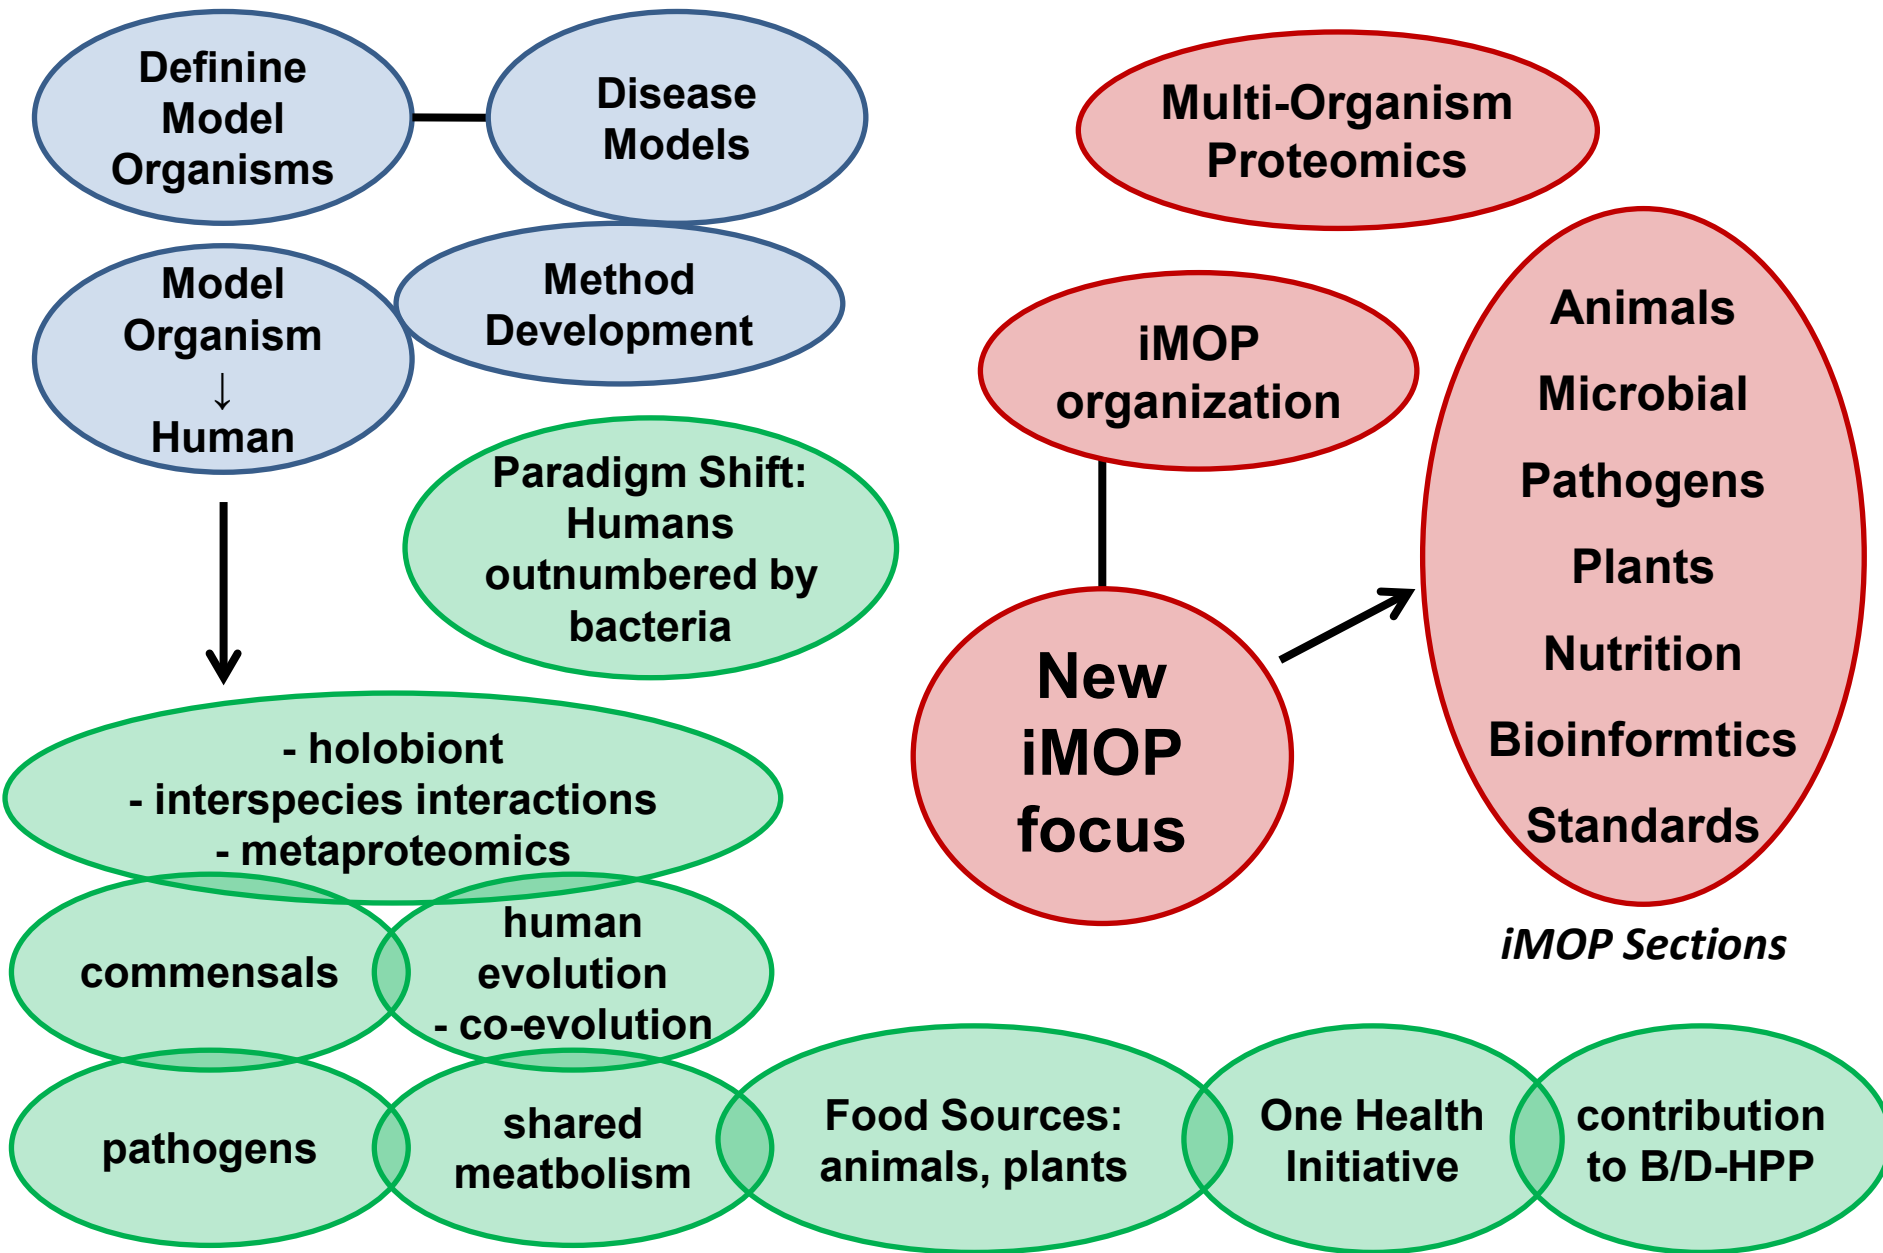 Definine
Model
Organisms
Disease
Models
Model
Organism
↓
Human
Method
Development
Paradigm Shift:
Humans
outnumbered by
bacteria
- holobiont
- interspecies interactions
- metaproteomics
commensals
human
evolution
- co-evolution
pathogens
shared
meatbolism
Food Sources:
animals, plants
One Health
Initiative
contribution
to B/D-HPP
Multi-Organism
Proteomics
iMOP
organization
New
iMOP
focus
Animals
Microbial
Pathogens
Plants
Nutrition
Bioinformtics
Standards
iMOP Sections